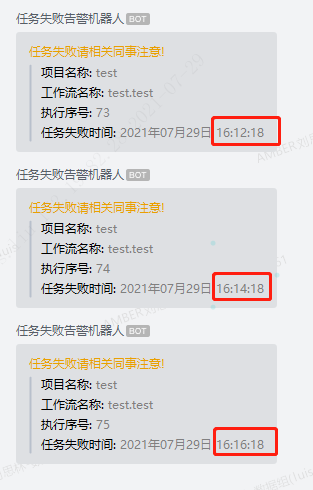 任务失败告警机器人 BOT
任务失败请相关同事注意!
项目名称: test
工作流名称: test.test
执行序号: 73
任务失败时间: 2021年07月29日 16:12:18
任务失败告警机器人 BOT
任务失败请相关同事注意!
项目名称: test
工作流名称: test.test
执行序号: 74
任务失败时间: 2021年07月29日 16:14:18
任务失败告警机器人 BOT
任务失败请相关同事注意!
项目名称: test
工作流名称: test.test
执行序号: 75
任务失败时间: 2021年07月29日 16:16:18